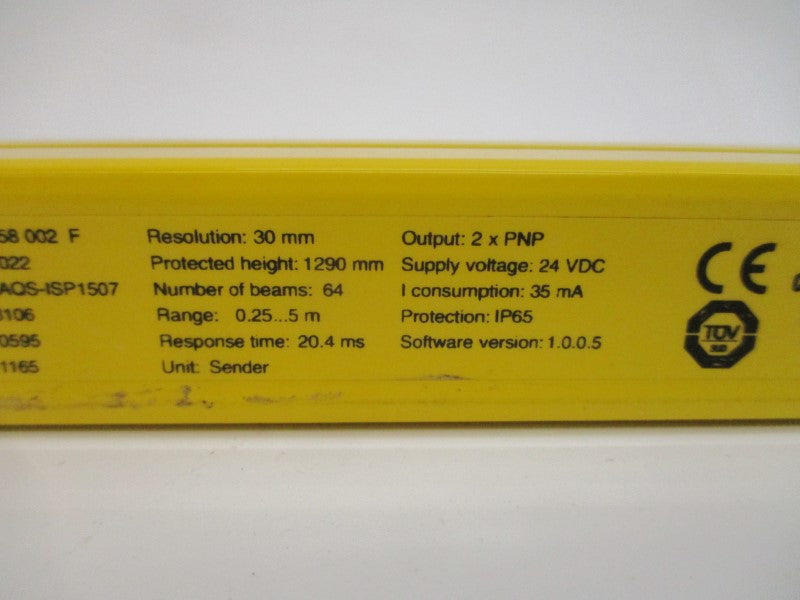 58 002 F
022
AQS-ISP1507
3106
0595
1165
Resolution: 30 mm
Protected height: 1290 mm
Number of beams: 64
Range: 0.25...5 m
Response time: 20.4 ms
Unit: Sender
Output: 2 x PNP
Supply voltage: 24 VDC
I consumption: 35 mA
Protection: IP65
Software version: 1.0.0.5
CE
TÜV
SÜD